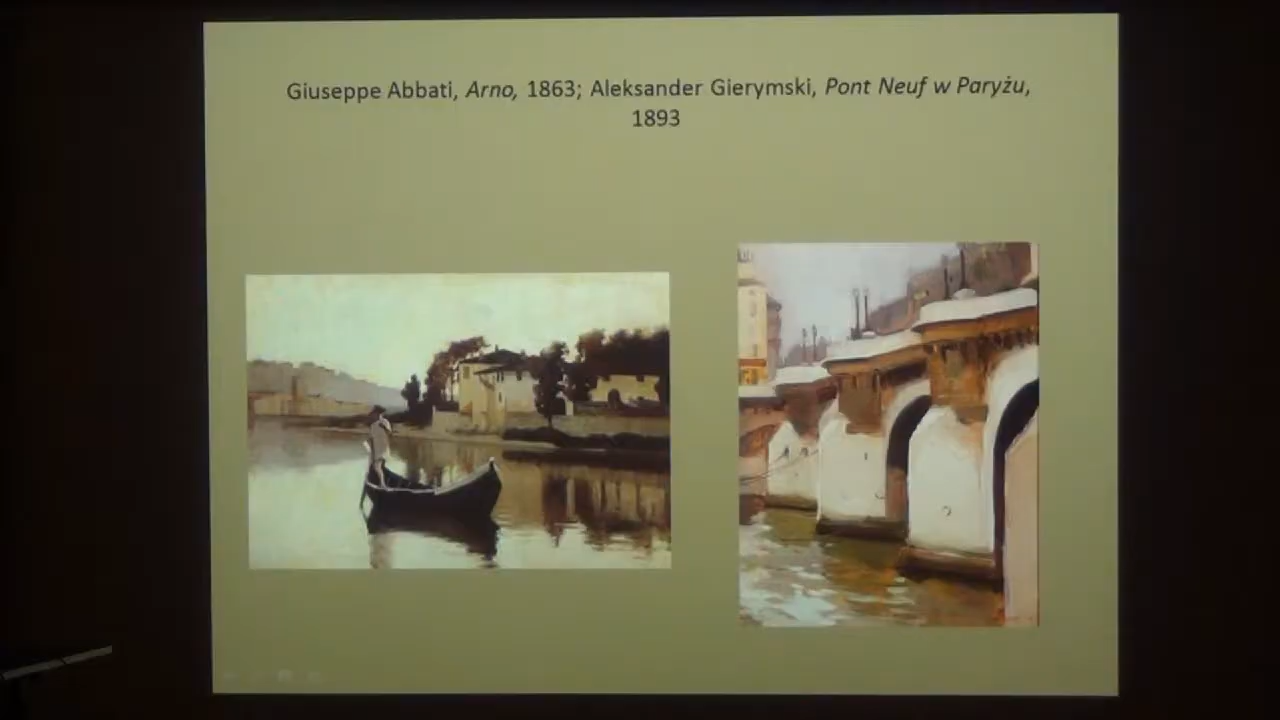 Giuseppe Abbati, Arno, 1863; Aleksander Gierymski, Pont Neuf w Paryżu,
1893